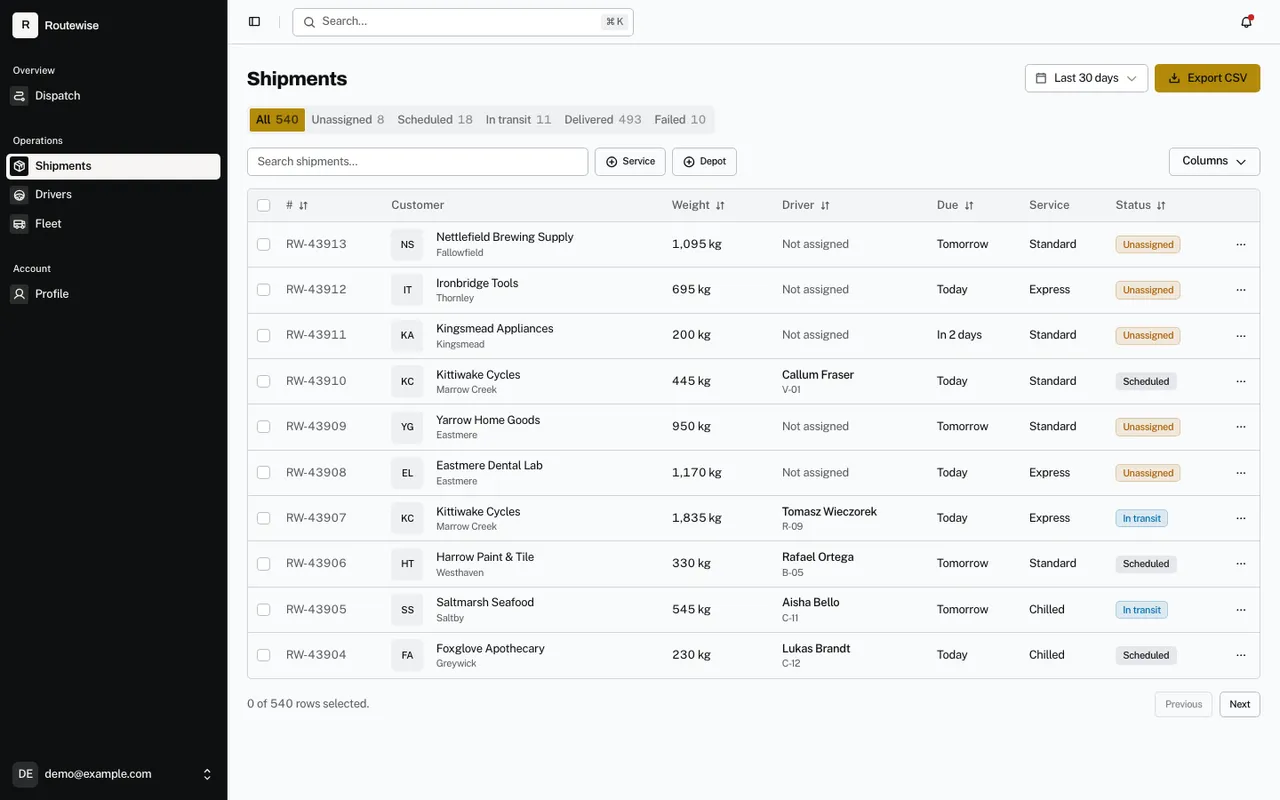 R Routewise
Overview
Dispatch
Operations
Shipments
Drivers
Fleet
Account
Profile
DE demo@example.com
Search... ⌘ K
Shipments
Last 30 days
Export CSV
All 540 Unassigned 8 Scheduled 18 In transit 11 Delivered 493 Failed 10
Search shipments... Service Depot Columns
# Customer Weight Driver Due Service Status
RW-43913 NS Nettlefield Brewing Supply 1,095 kg Not assigned Tomorrow Standard Unassigned ...
Fallowfield
RW-43912 IT Ironbridge Tools 695 kg Not assigned Today Express Unassigned ...
Thornley
RW-43911 KA Kingsmead Appliances 200 kg Not assigned In 2 days Standard Unassigned ...
Kingsmead
RW-43910 KC Kittiwake Cycles 445 kg Callum Fraser Today Standard Scheduled ...
Marrow Creek V-01
RW-43909 YG Yarrow Home Goods 950 kg Not assigned Tomorrow Standard Unassigned ...
Eastmere
RW-43908 EL Eastmere Dental Lab 1,170 kg Not assigned Today Express Unassigned ...
Eastmere
RW-43907 KC Kittiwake Cycles 1,835 kg Tomasz Wieczorek Today Express In transit ...
Marrow Creek R-09
RW-43906 HT Harrow Paint & Tile 330 kg Rafael Ortega Tomorrow Standard Scheduled ...
Westhaven B-05
RW-43905 SS Saltmarsh Seafood 545 kg Aisha Bello Tomorrow Chilled In transit ...
Saltby C-11
RW-43904 FA Foxglove Apothecary 230 kg Lukas Brandt Today Chilled Scheduled ...
Greywick C-12
0 of 540 rows selected. Previous Next